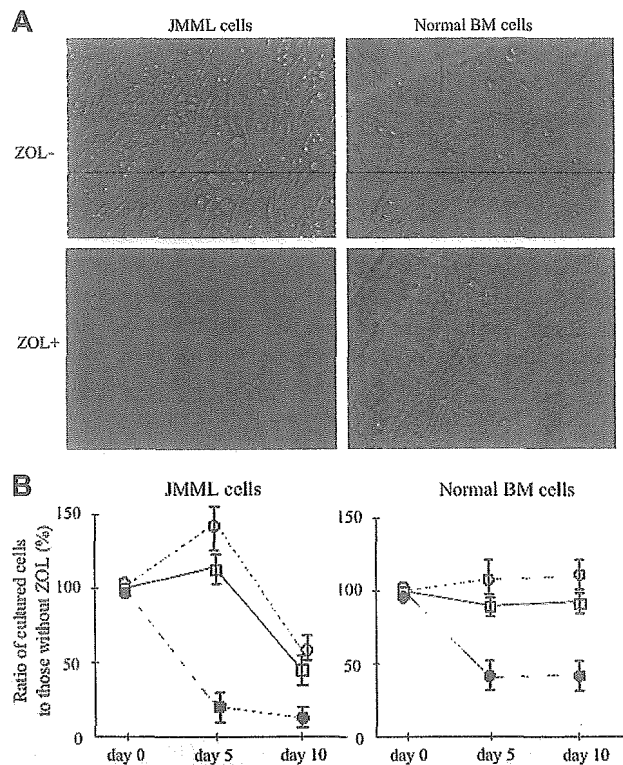 A
JMML cells
Normal BM cells
ZOL-
ZOL+
B
JMML cells
Normal BM cells
Ratio of cultured cells
to those without ZOL (%)
150
100
50
0
day 0
day 5
day 10
150
100
50
0
day 0
day 5
day 10